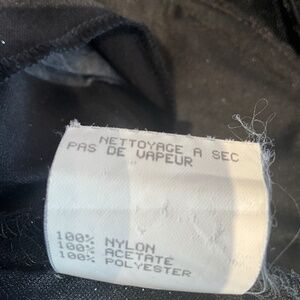 NETTOYAGE A SEC
PAS DE VAPEUR
100% NYLON
100% ACETATE
100% POLYESTER